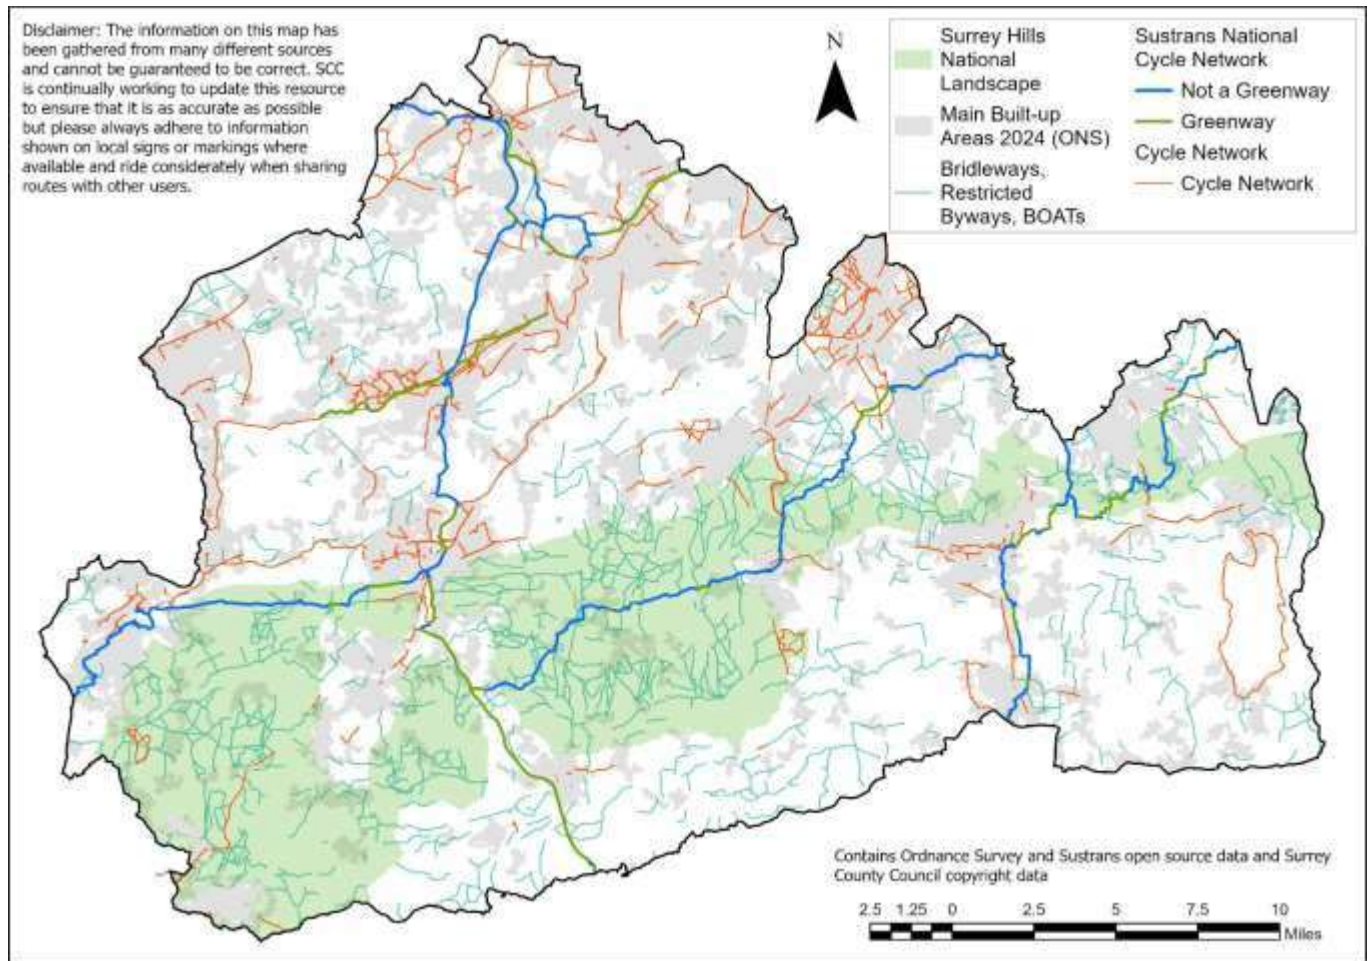 Disclaimer: The information on this map has
been gathered from many different sources
and cannot be guaranteed to be correct. SCC
is continually working to update this resource
to ensure that it is as accurate as possible
but please always adhere to information
shown on local signs or markings where
available and ride considerately when sharing
routes with other users.
N
Surrey Hills
National
Landscape
Main Built-up
Areas 2024 (ONS)
Bridleways,
Restricted
Byways, BOATs
Sustrans National
Cycle Network
Not a Greenway
Greenway
Cycle Network
Cycle Network
Contains Ordnance Survey and Sustrans open source data and Surrey
County Council copyright data
2.5 1.25 0 2.5 5 7.5 10
Miles